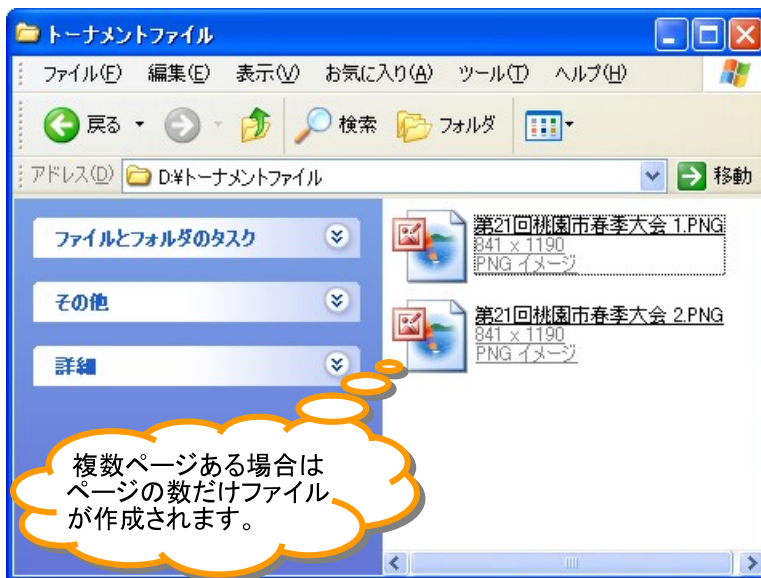 トーナメントファイル
ファイル(F) 編集(E) 表示(V) お気に入り(A) ツール(T) ヘルプ(H)
戻る 検索 フォルダ
アドレス(D) D:¥トーナメントファイル 移動
ファイルとフォルダのタスク
その他
詳細
第21回桃園市春季大会 1.PNG
841 x 1190
PNG イメージ
第21回桃園市春季大会 2.PNG
841 x 1190
PNG イメージ
複数ページある場合は
ページの数だけファイル
が作成されます。